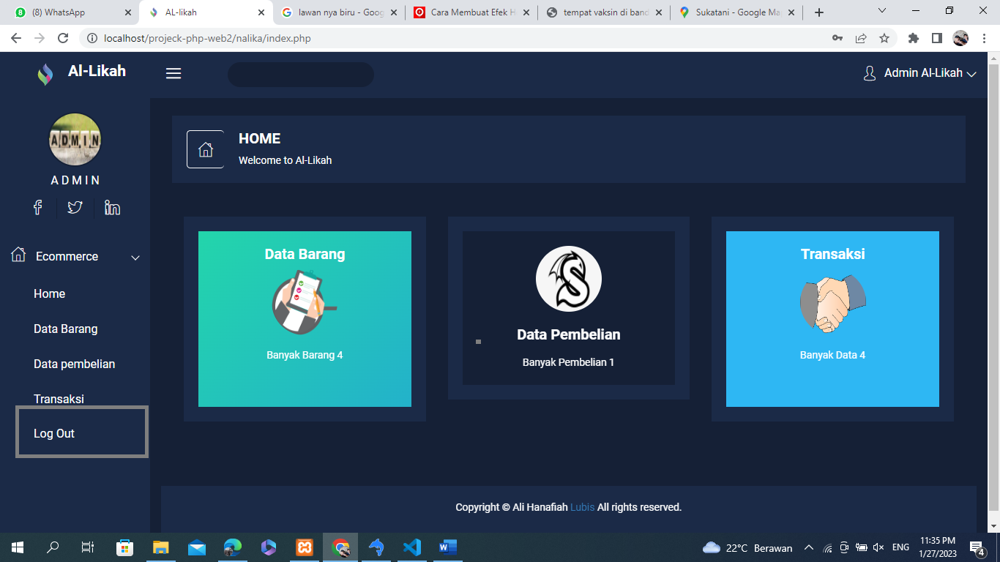 (8) WhatsApp
AL-likah
lawan nya biru - Goog
Cara Membuat Efek H
tempat vaksin di band
Sukatani - Google Ma
localhost/projeck-php-web2/nalika/index.php
Al-Likah
Admin Al-Likah
ADMIN
HOME
Welcome to Al-Likah
ADMIN
Ecommerce
Home
Data Barang
Data pembelian
Transaksi
Log Out
Data Barang
Banyak Barang 4
Data Pembelian
Banyak Pembelian 1
Transaksi
Banyak Data 4
Copyright © Ali Hanafiah Lubis All rights reserved.
22°C Berawan
ENG
11:35 PM
1/27/2023
4